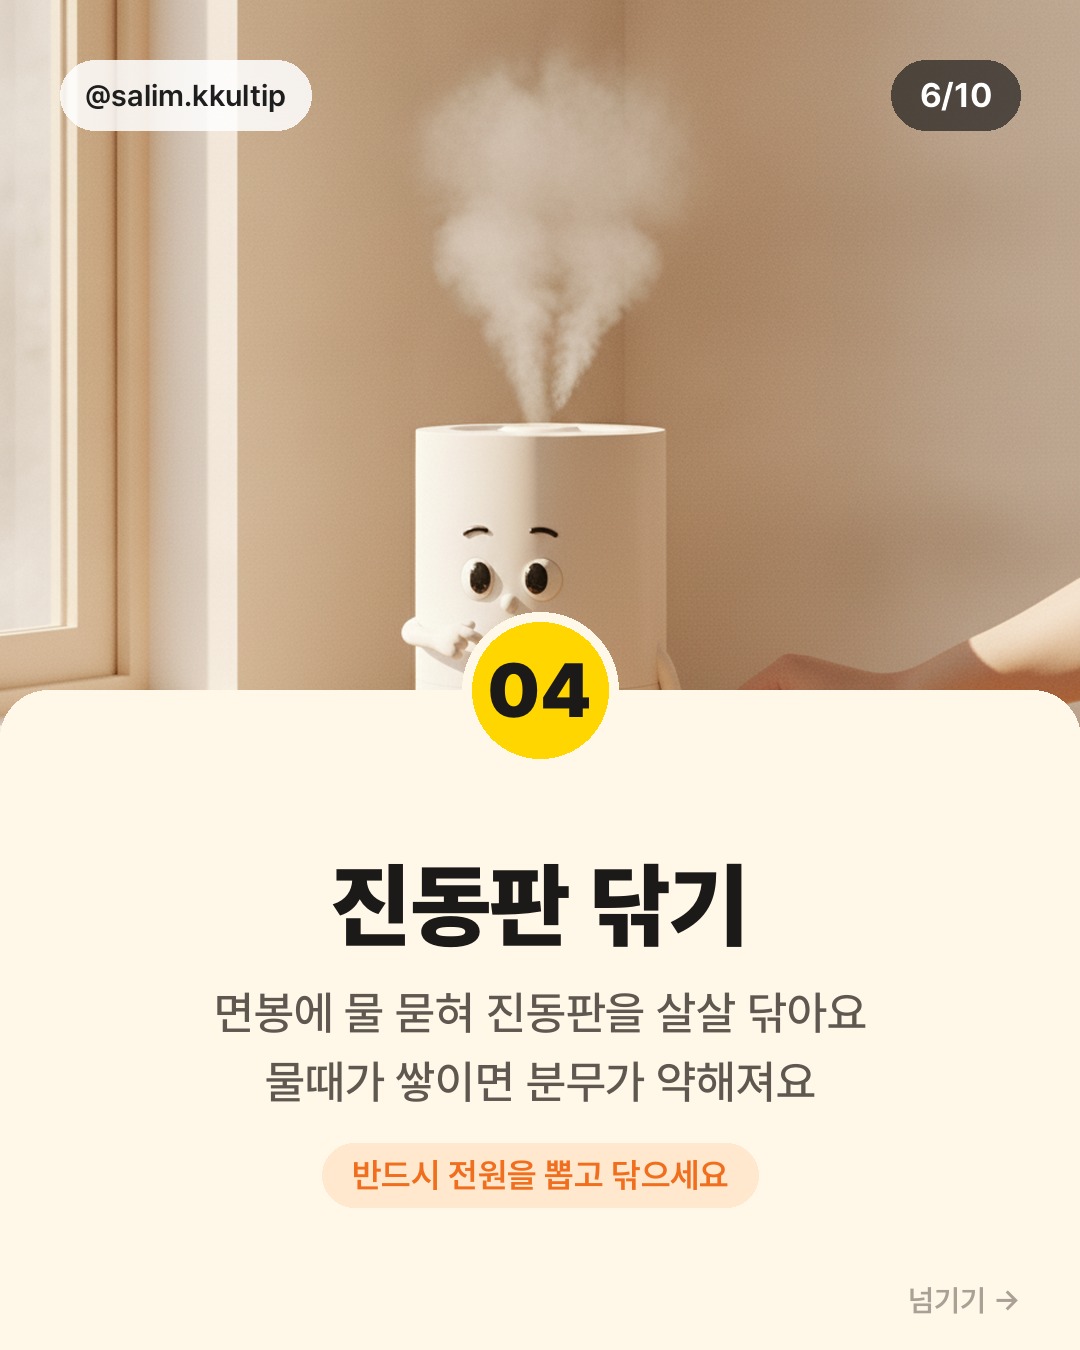 @salim.kkultip
6/10
04
진동판 닦기
면봉에 물 묻혀 진동판을 살살 닦아요
물때가 쌓이면 분무가 약해져요
반드시 전원을 뽑고 닦으세요
넘기기 →